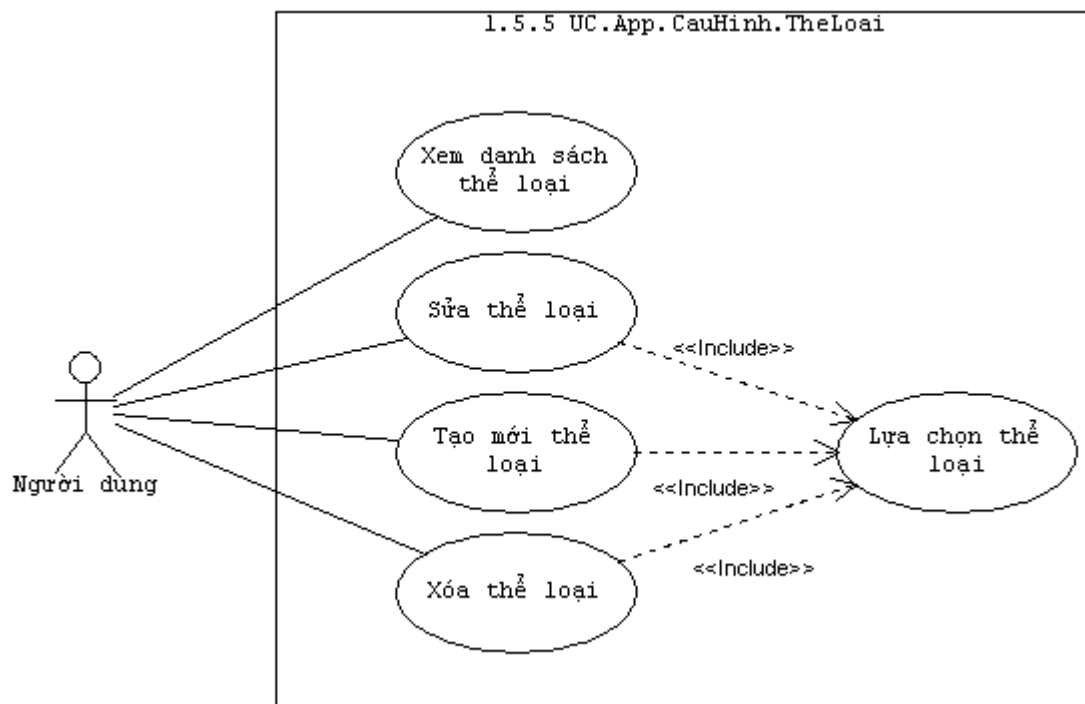 1.5.5 UC.App.CauHinh.TheLoai
Xem danh sách
thể loại
Sửa thể loại
<<Include>>
Tạo mới thể
loại
Lựa chọn thể
loại
Người dùng
<<Include>>
Xóa thể loại
<<Include>>